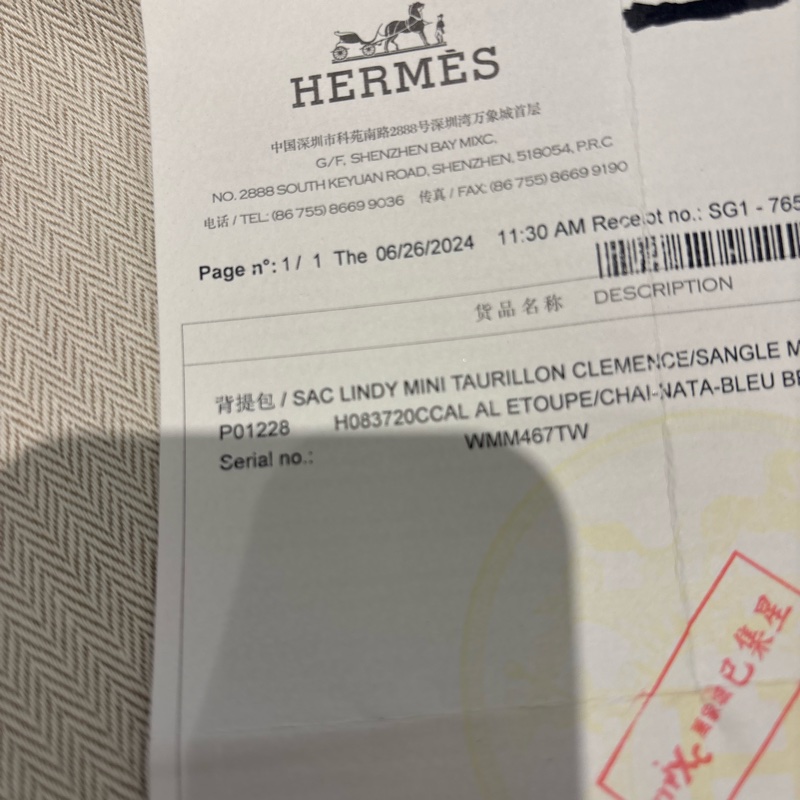 HERMÈS
中国深圳市科苑南路2888号深圳湾万象城首层
G/F, SHENZHEN BAY MIXC,
NO. 2888 SOUTH KEYUAN ROAD, SHENZHEN, 518054, P.R.C
电话 / TEL: (86 755) 8669 9036 传真 / FAX: (86 755) 8669 9190
Page n°: 1 / 1 The 06/26/2024 11:30 AM Receipt no.: SG1 - 765
货品名称 DESCRIPTION
背提包 / SAC LINDY MINI TAURILLON CLEMENCE/SANGLE M
P01228 H083720CCAL AL ETOUPE/CHAI-NATA-BLEU BE
Serial no.: WMM467TW
已集星